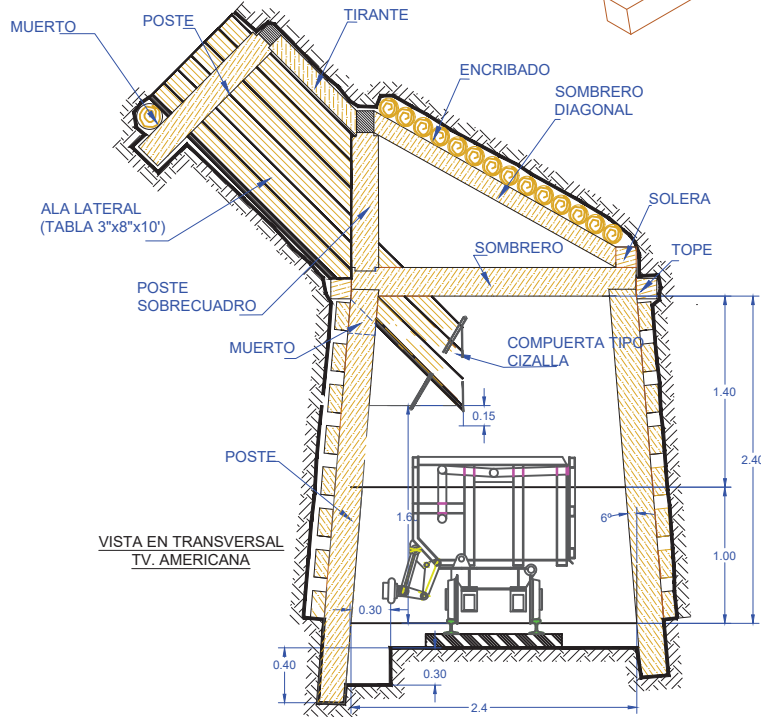 MUERTO
POSTE
TIRANTE
ENCRIBADO
SOMBRERO
DIAGONAL
SOLERA
ALA LATERAL
(TABLA 3"x8"x10')
SOMBRERO
TOPE
POSTE
SOBRECUADRO
MUERTO
COMPUERTA TIPO
CIZALLA
0.15
1.40
2.40
POSTE
1.60
6°
1.00
VISTA EN TRANSVERSAL
TV. AMERICANA
0.30
0.40
0.30
2.4